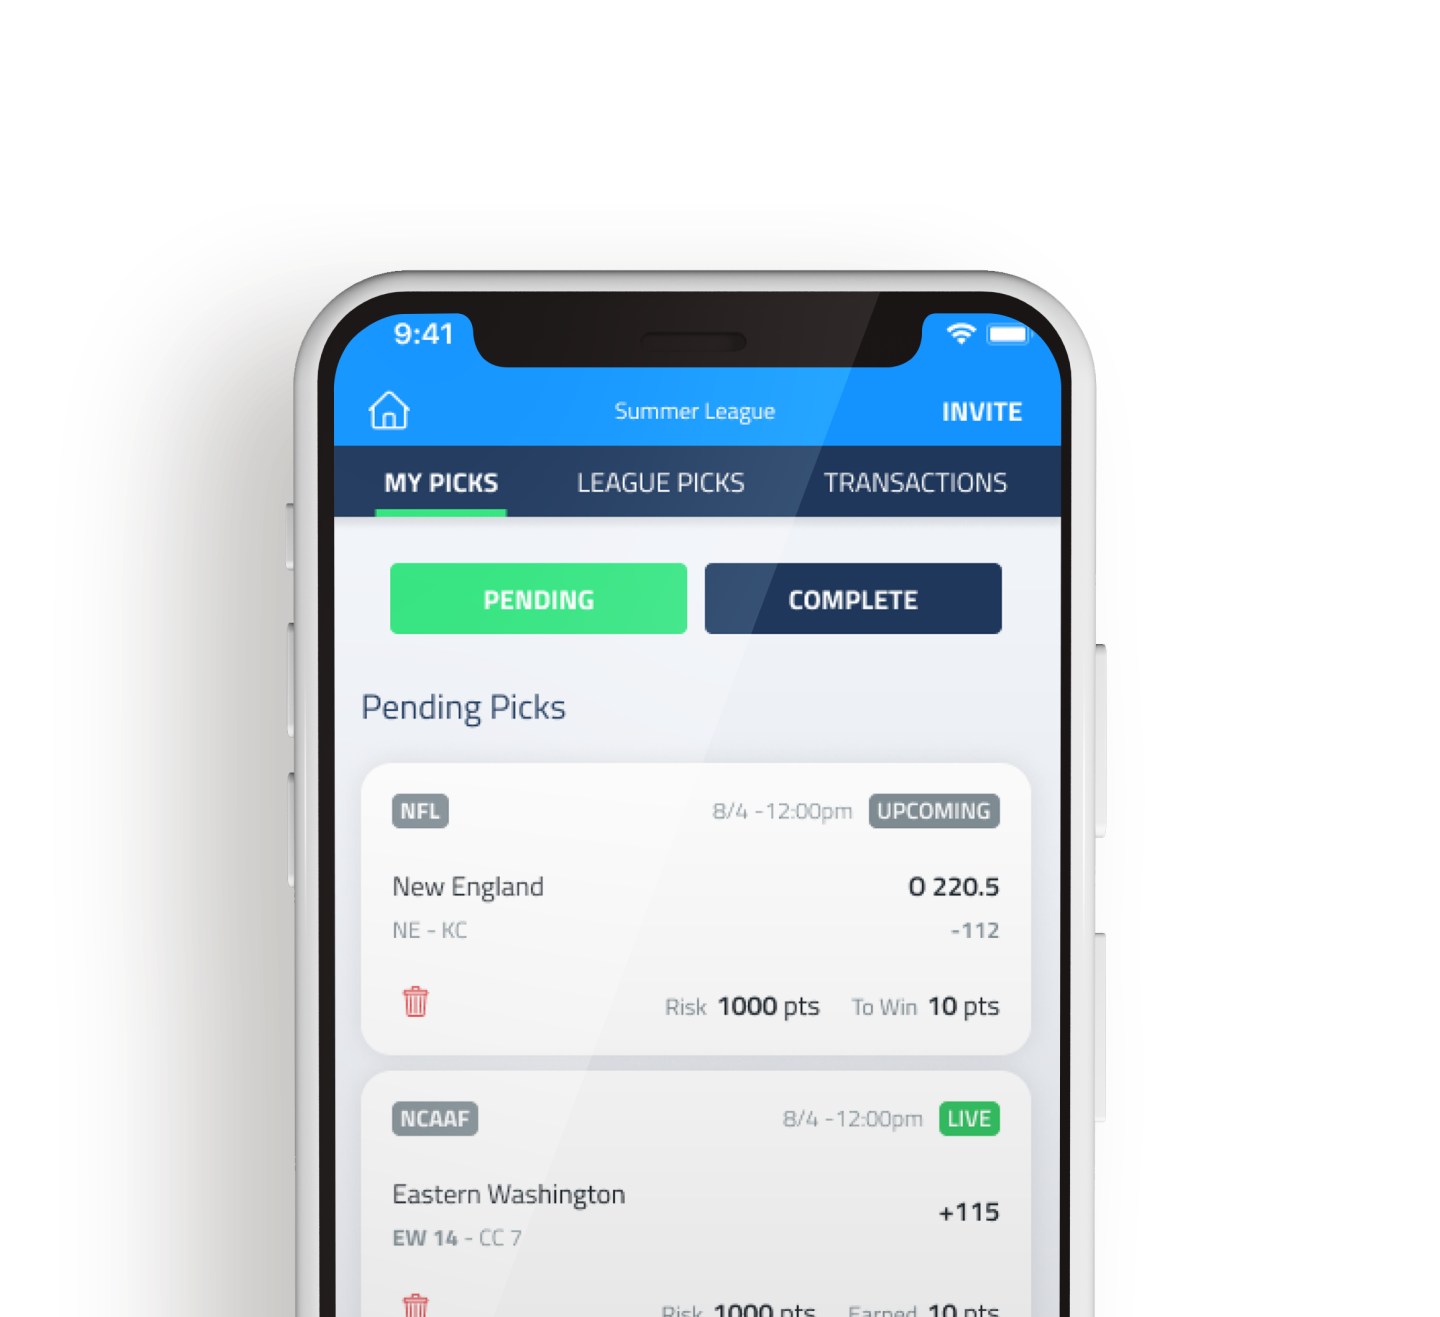 9:41
Summer League INVITE
MY PICKS LEAGUE PICKS TRANSACTIONS
PENDING COMPLETE
Pending Picks
NFL 8/4 -12:00pm UPCOMING
New England O 220.5
NE - KC -112
Risk 1000 pts To Win 10 pts
NCAAF 8/4 -12:00pm LIVE
Eastern Washington +115
EW 14 - CC 7
Risk 1000 pts Earned 10 pts